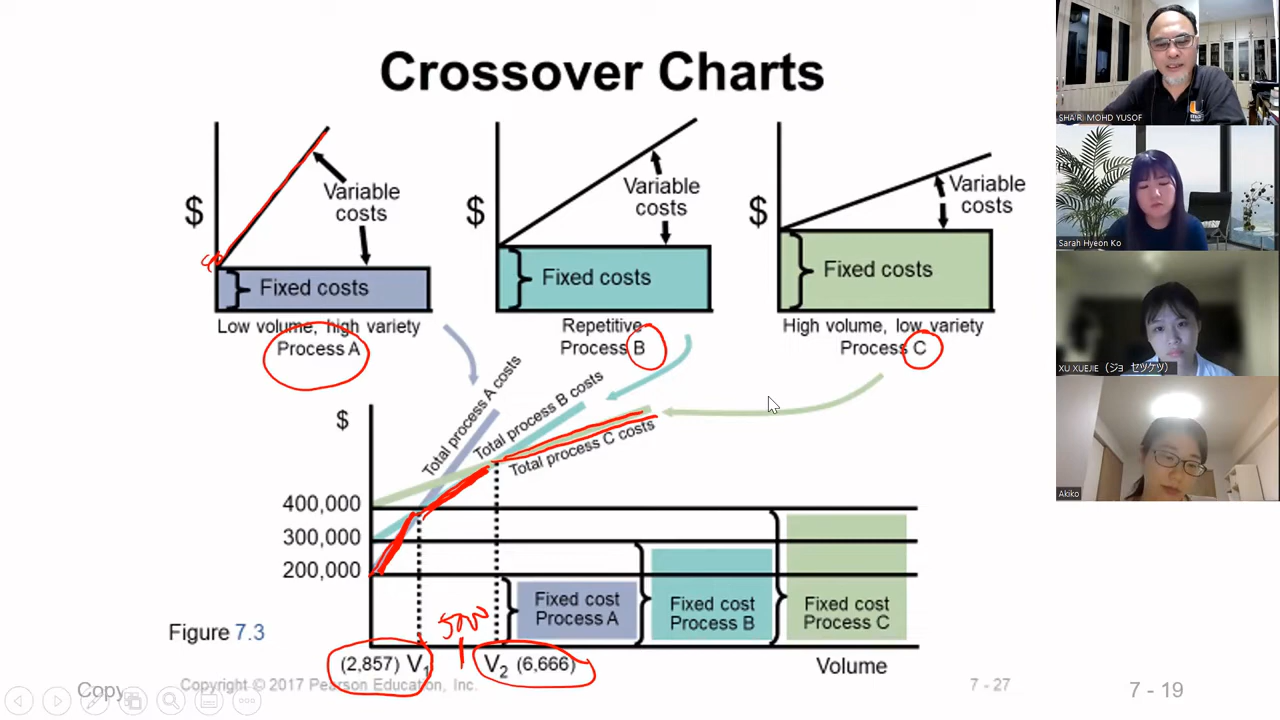 Crossover Charts
$
Variable
costs
Fixed costs
Low volume, high variety
Process A
$
Variable
costs
Fixed costs
Repetitive
Process B
$
Variable
costs
Fixed costs
High volume, low variety
Process C
$
Total process A costs
Total process B costs
Total process C costs
400,000
300,000
200,000
Fixed cost
Process A
Fixed cost
Process B
Fixed cost
Process C
5000
Figure 7.3
(2,857) V1
V2 (6,666)
Volume
Copy
Copyright © 2017 Pearson Education, Inc.
7 - 27
7 - 19
SHA'R. MOHD YUSOF
Sarah Hyeon Ko
XU XUEJIE (ジョ セツケツ)
Akiko